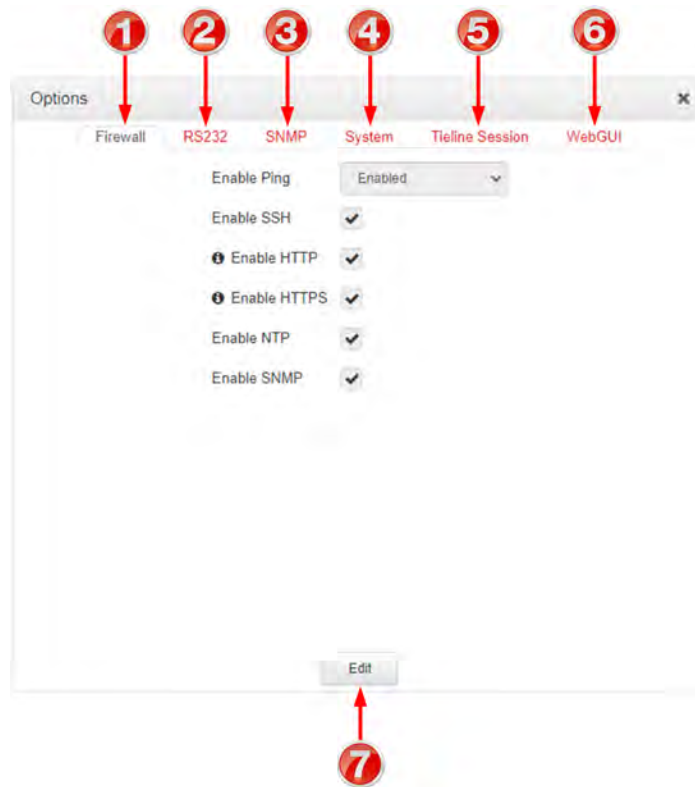 1 2 3 4 5 6
Options
Firewall RS232 SNMP System Tieline Session WebGUI
Enable Ping Enabled
Enable SSH
Enable HTTP
Enable HTTPS
Enable NTP
Enable SNMP
Edit
7